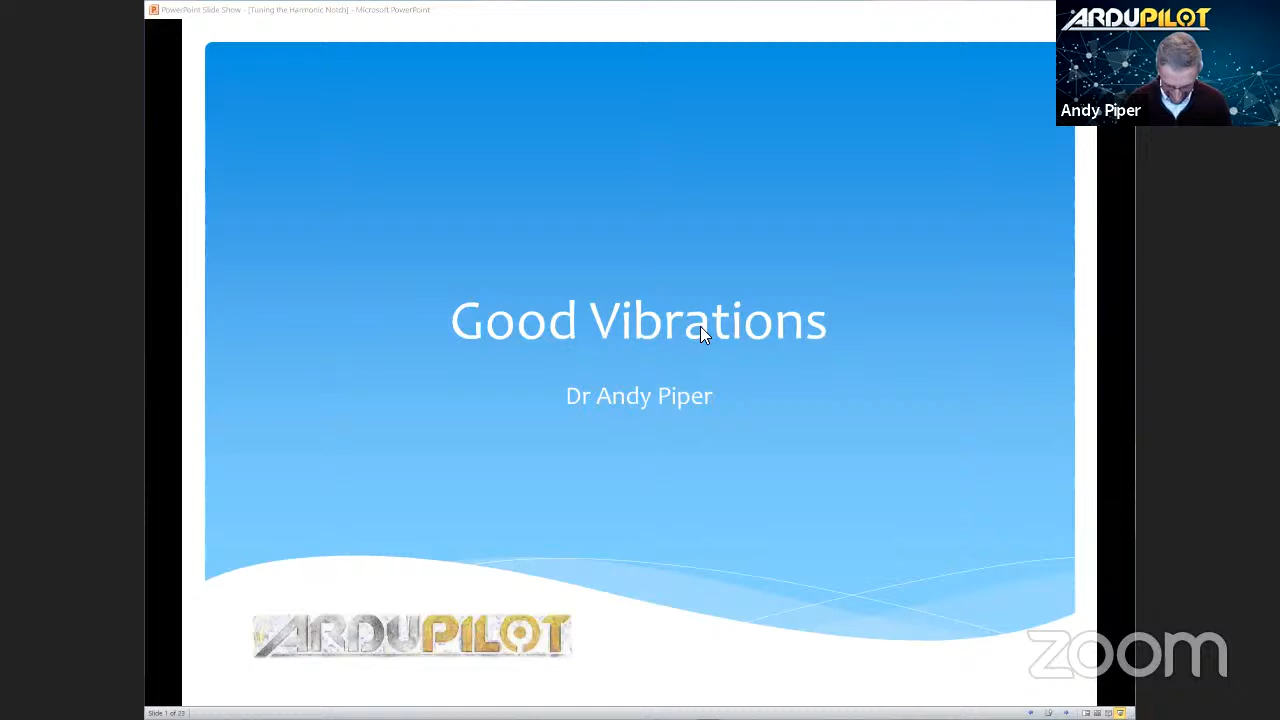 PowerPoint Slide Show - [Tuning the Harmonic Notch] - Microsoft PowerPoint
ARDUPILOT
Andy Piper
Good Vibrations
Dr Andy Piper
ARDUPILOT
zoom
Slide 1 of 23